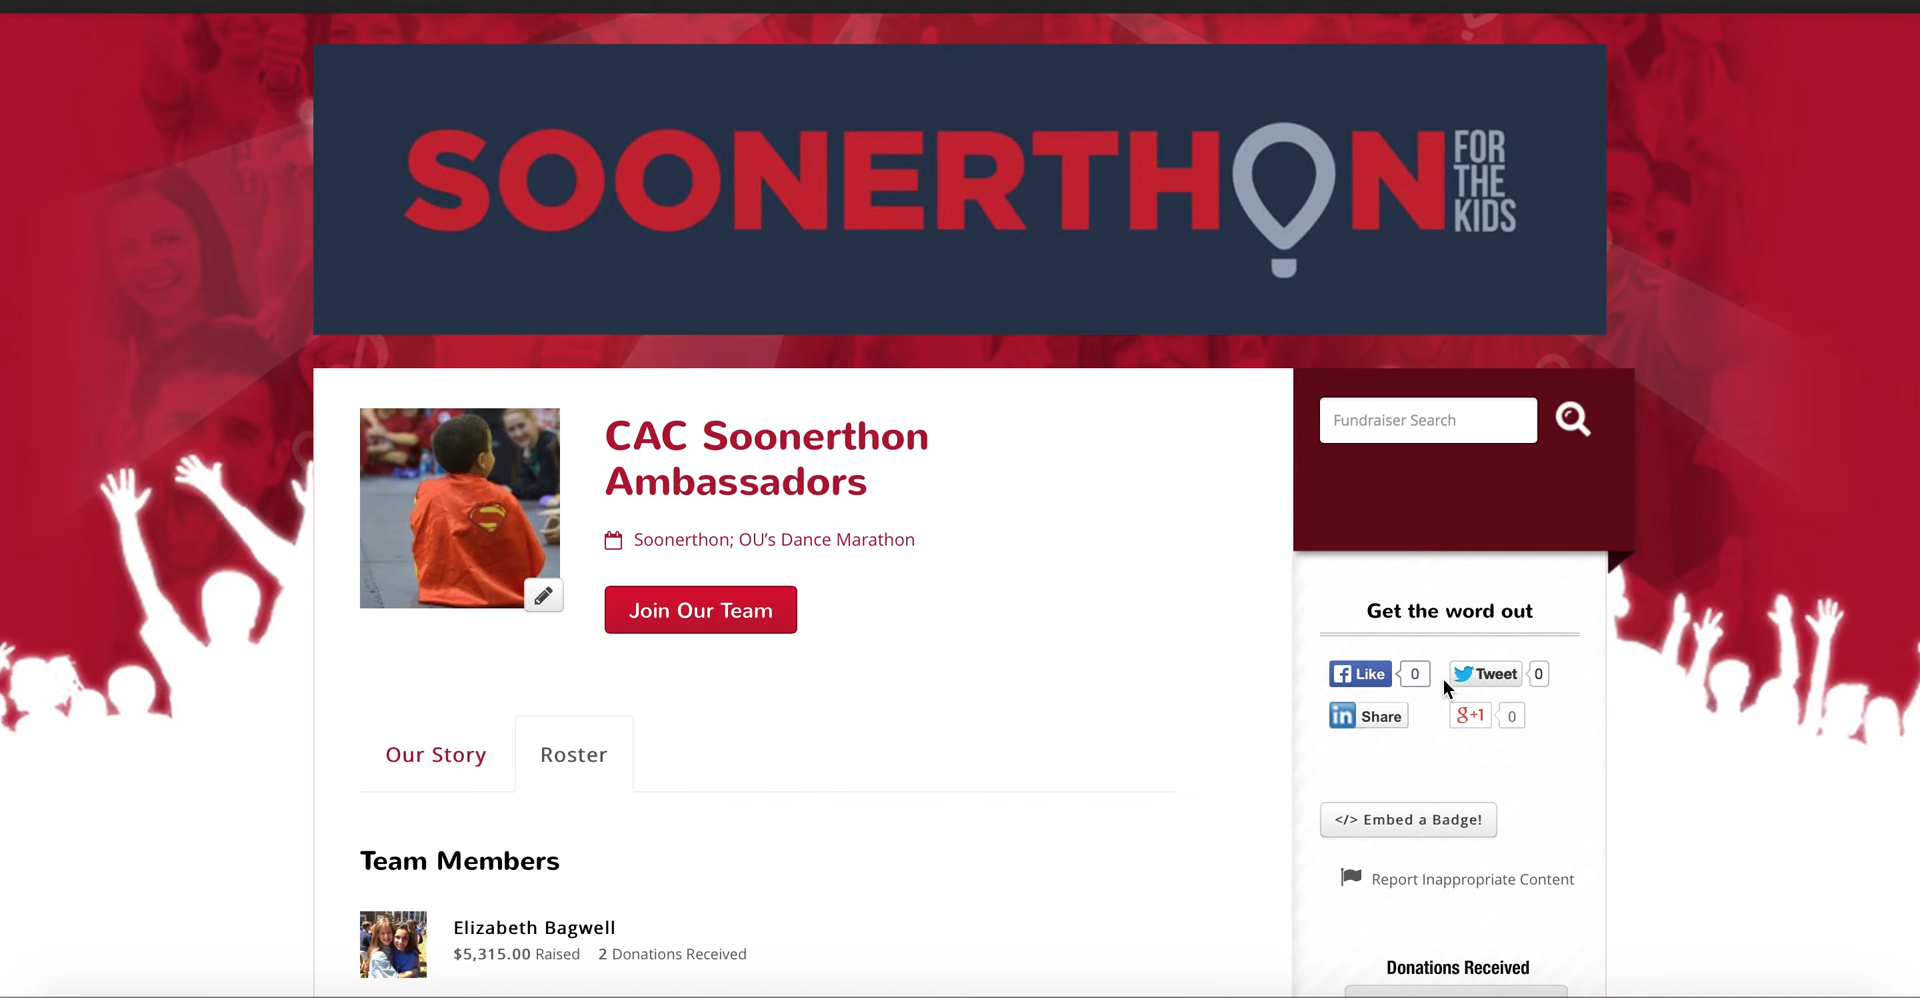 SOONERTHON
FOR
THE
KIDS
CAC Soonerthon
Ambassadors
Soonerthon; OU's Dance Marathon
Join Our Team
Our Story
Roster
Team Members
Elizabeth Bagwell
$5,315.00 Raised 2 Donations Received
Fundraiser Search
Get the word out
Like 0
Tweet 0
in Share
g+1 0
</> Embed a Badge!
Report Inappropriate Content
Donations Received